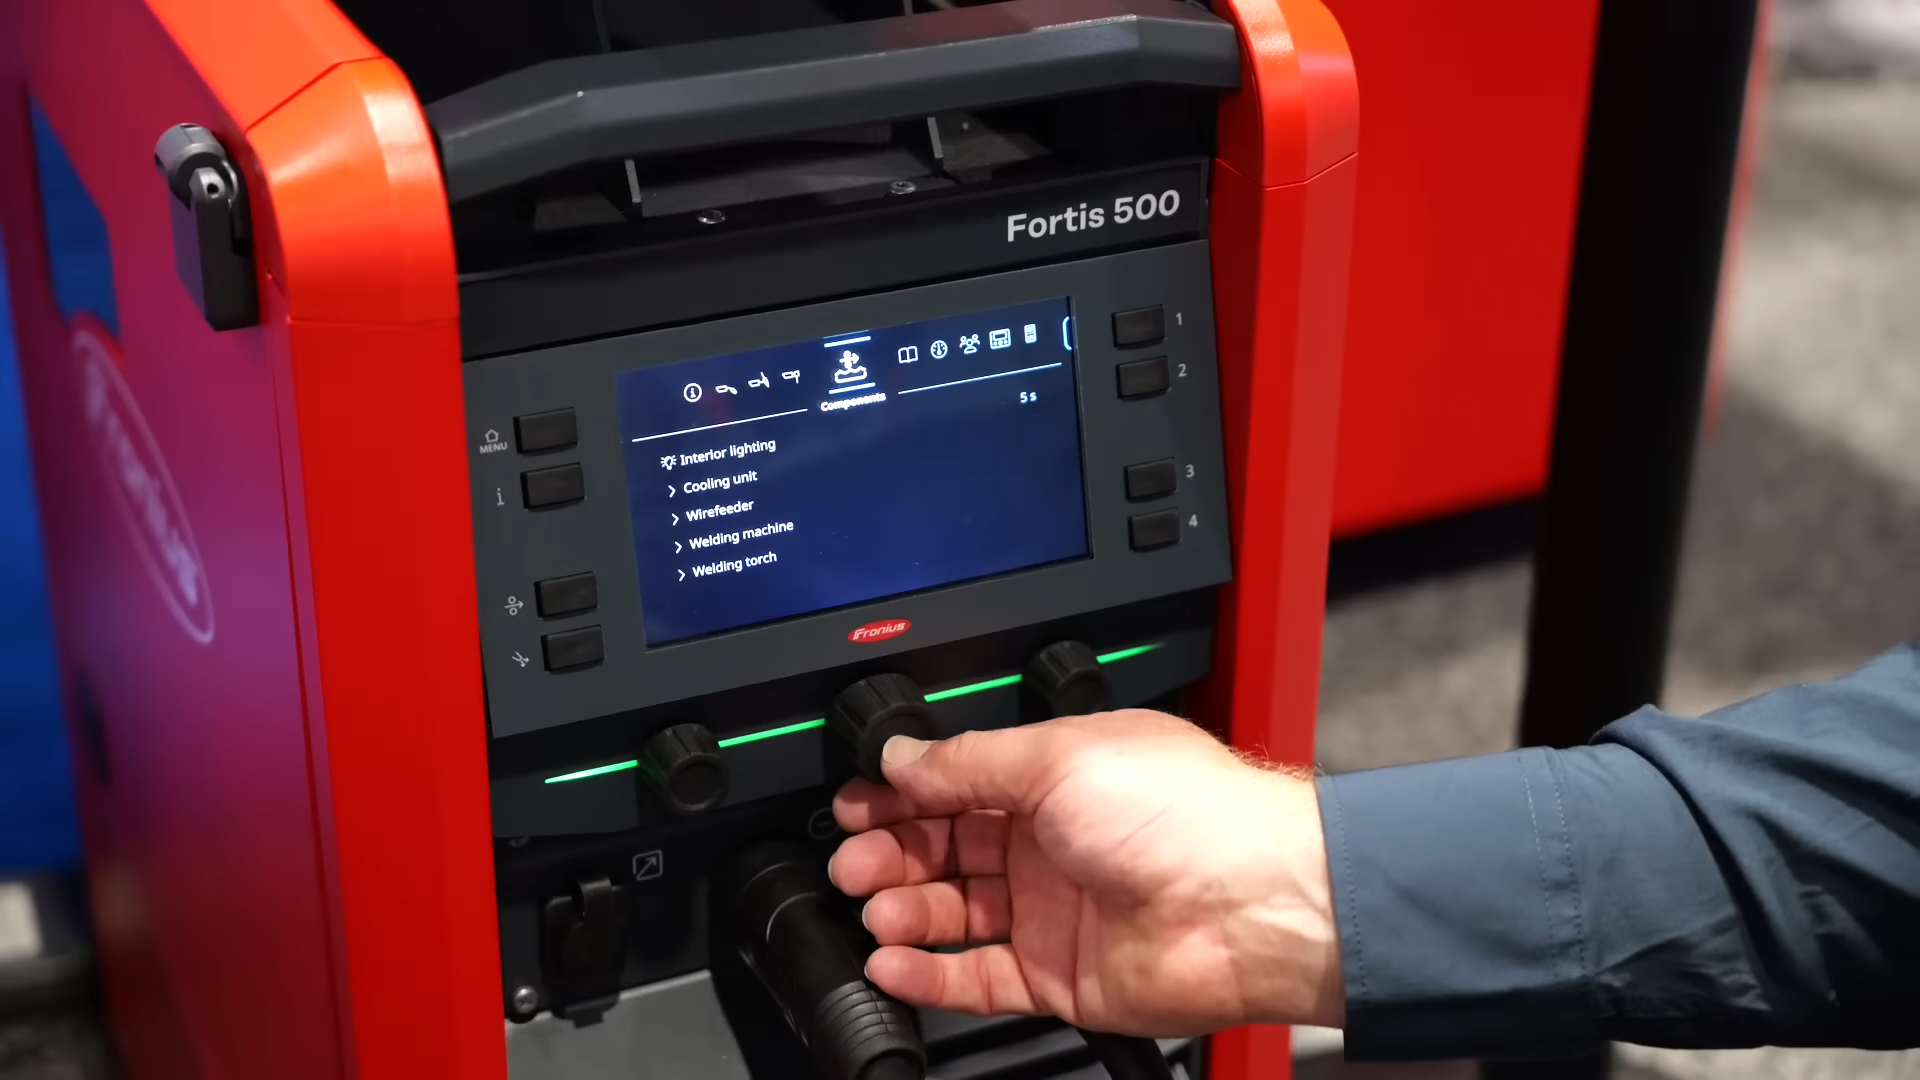 Fortis 500
1
2
3
4
MENU
i
Components
5 s
Interior lighting
Cooling unit
Wirefeeder
Welding machine
Welding torch
Fronius
Fronius